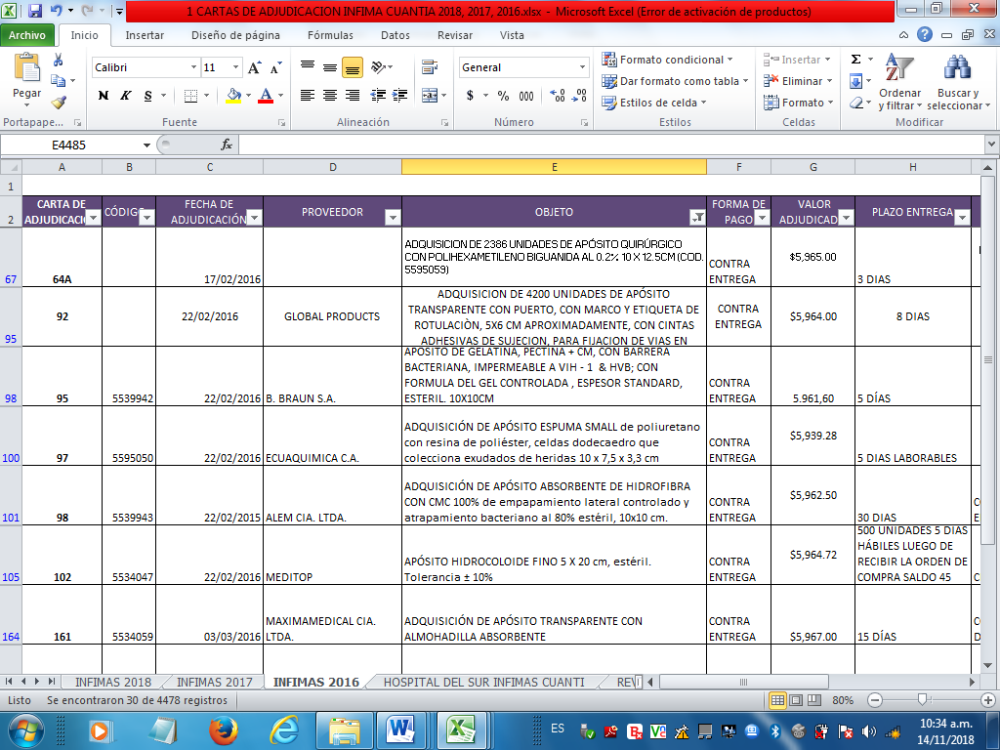 1 CARTAS DE ADJUDICACION INFIMA CUANTIA 2018, 2017, 2016.xlsx - Microsoft Excel (Error de activación de productos)
Archivo Inicio Insertar Diseño de página Fórmulas Datos Revisar Vista
Pegar
Calibri 11
N K S
Portapape...
Fuente
Alineación
General
$ % 000
Número
Formato condicional
Dar formato como tabla
Estilos de celda
Estilos
Insertar
Eliminar
Formato
Celdas
Σ
Ordenar
y filtrar
Buscar y
seleccionar
Modificar
E4485 fx
A B C D E F G H
1
2
CARTA DE
ADJUDICACI
CÓDIG
FECHA DE
ADJUDICACIÓN
PROVEEDOR
OBJETO
FORMA DE
PAGO
VALOR
ADJUDICAD
PLAZO ENTREGA
67 64A 17/02/2016
ADQUISICION DE 2386 UNIDADES DE APÓSITO QUIRÚRGICO
CON POLIHEXAMETILENO BIGUANIDA AL 0.2% 10 X 12.5CM (COD.
5595059)
CONTRA
ENTREGA
$5,965.00
3 DIAS
95 92 22/02/2016 GLOBAL PRODUCTS
ADQUISICION DE 4200 UNIDADES DE APÓSITO
TRANSPARENTE CON PUERTO, CON MARCO Y ETIQUETA DE
ROTULACIÒN, 5X6 CM APROXIMADAMENTE, CON CINTAS
ADHESIVAS DE SUJECION, PARA FIJACION DE VIAS EN
CONTRA
ENTREGA
$5,964.00
8 DIAS
98 95 5539942 22/02/2016 B. BRAUN S.A.
APOSITO DE GELATINA, PECTINA + CM, CON BARRERA
BACTERIANA, IMPERMEABLE A VIH - 1 & HVB; CON
FORMULA DEL GEL CONTROLADA , ESPESOR STANDARD,
ESTERIL. 10X10CM
CONTRA
ENTREGA
5.961,60
5 DÍAS
100 97 5595050 22/02/2016 ECUAQUIMICA C.A.
ADQUISICIÓN DE APÓSITO ESPUMA SMALL de poliuretano
con resina de poliéster, celdas dodecaedro que
colecciona exudados de heridas 10 x 7,5 x 3,3 cm
CONTRA
ENTREGA
$5,939.28
5 DIAS LABORABLES
101 98 5539943 22/02/2015 ALEM CIA. LTDA.
ADQUISICIÓN DE APÓSITO ABSORBENTE DE HIDROFIBRA
CON CMC 100% de empapamiento lateral controlado y
atrapamiento bacteriano al 80% estéril, 10x10 cm.
CONTRA
ENTREGA
$5,962.50
30 DIAS
C
E
105 102 5534047 22/02/2016 MEDITOP
APÓSITO HIDROCOLOIDE FINO 5 X 20 cm, estéril.
Tolerancia ± 10%
CONTRA
ENTREGA
$5,964.72
500 UNIDADES 5 DIAS
HÁBILES LUEGO DE
RECIBIR LA ORDEN DE
COMPRA SALDO 45
C
164 161 5534059 03/03/2016
MAXIMAMEDICAL CIA.
LTDA.
ADQUISICIÓN DE APÓSITO TRANSPARENTE CON
ALMOHADILLA ABSORBENTE
CONTRA
ENTREGA
$5,967.00
15 DÍAS
C
D
INFIMAS 2018 INFIMAS 2017 INFIMAS 2016 HOSPITAL DEL SUR INFIMAS CUANTI REV
Listo Se encontraron 30 de 4478 registros 80%
ES
10:34 a.m.
14/11/2018